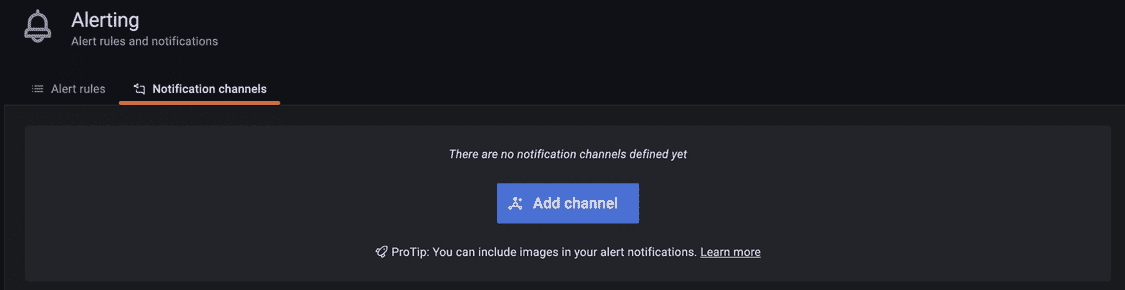 Alerting
Alert rules and notifications
Alert rules
Notification channels
There are no notification channels defined yet
Add channel
ProTip: You can include images in your alert notifications. Learn more